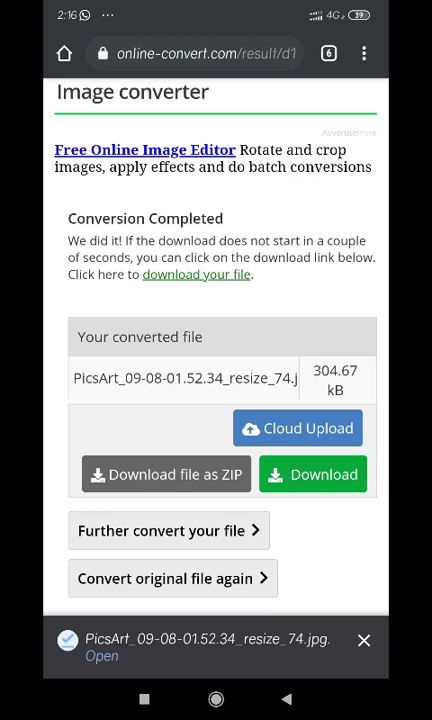 2:16 ...
4G 39
online-convert.com/result/d1
6
Image converter
Advertisement
Free Online Image Editor Rotate and crop
images, apply effects and do batch conversions
Conversion Completed
We did it! If the download does not start in a couple
of seconds, you can click on the download link below.
Click here to download your file.
Your converted file
PicsArt_09-08-01.52.34_resize_74.j
304.67
kB
Cloud Upload
Download file as ZIP
Download
Further convert your file
Convert original file again
PicsArt_09-08-01.52.34_resize_74.jpg.
Open